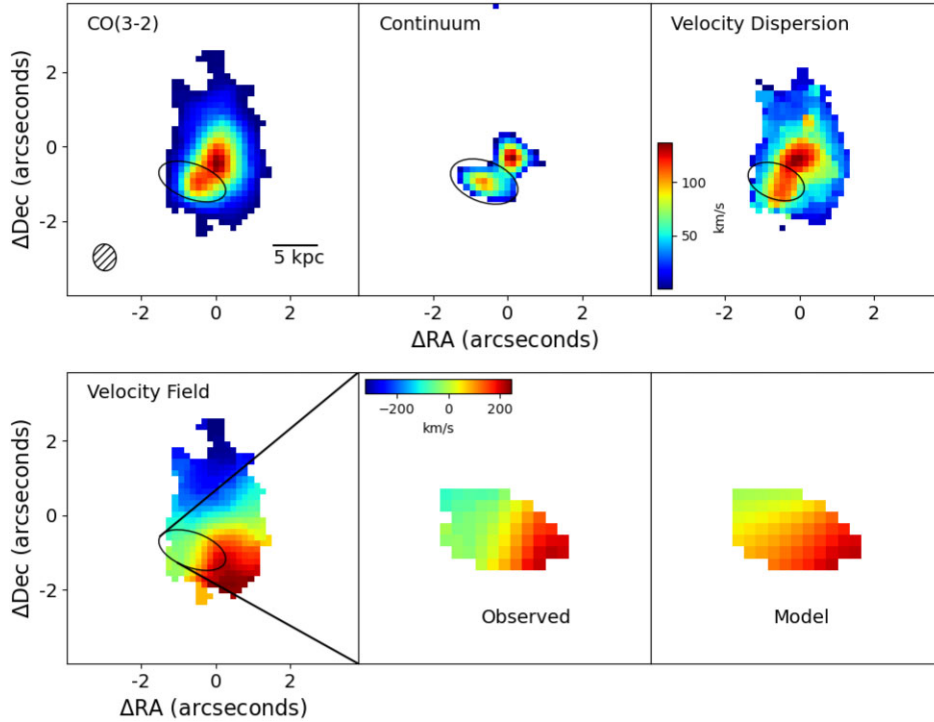 CO(3-2)
Continuum
Velocity Dispersion
ΔDec (arcseconds)
2
0
-2
5 kpc
100
50
km/s
-2
0
2
-2
0
2
-2
0
2
ΔRA (arcseconds)
Velocity Field
−200
0
200
km/s
ΔDec (arcseconds)
2
0
-2
Observed
Model
-2
0
2
ΔRA (arcseconds)